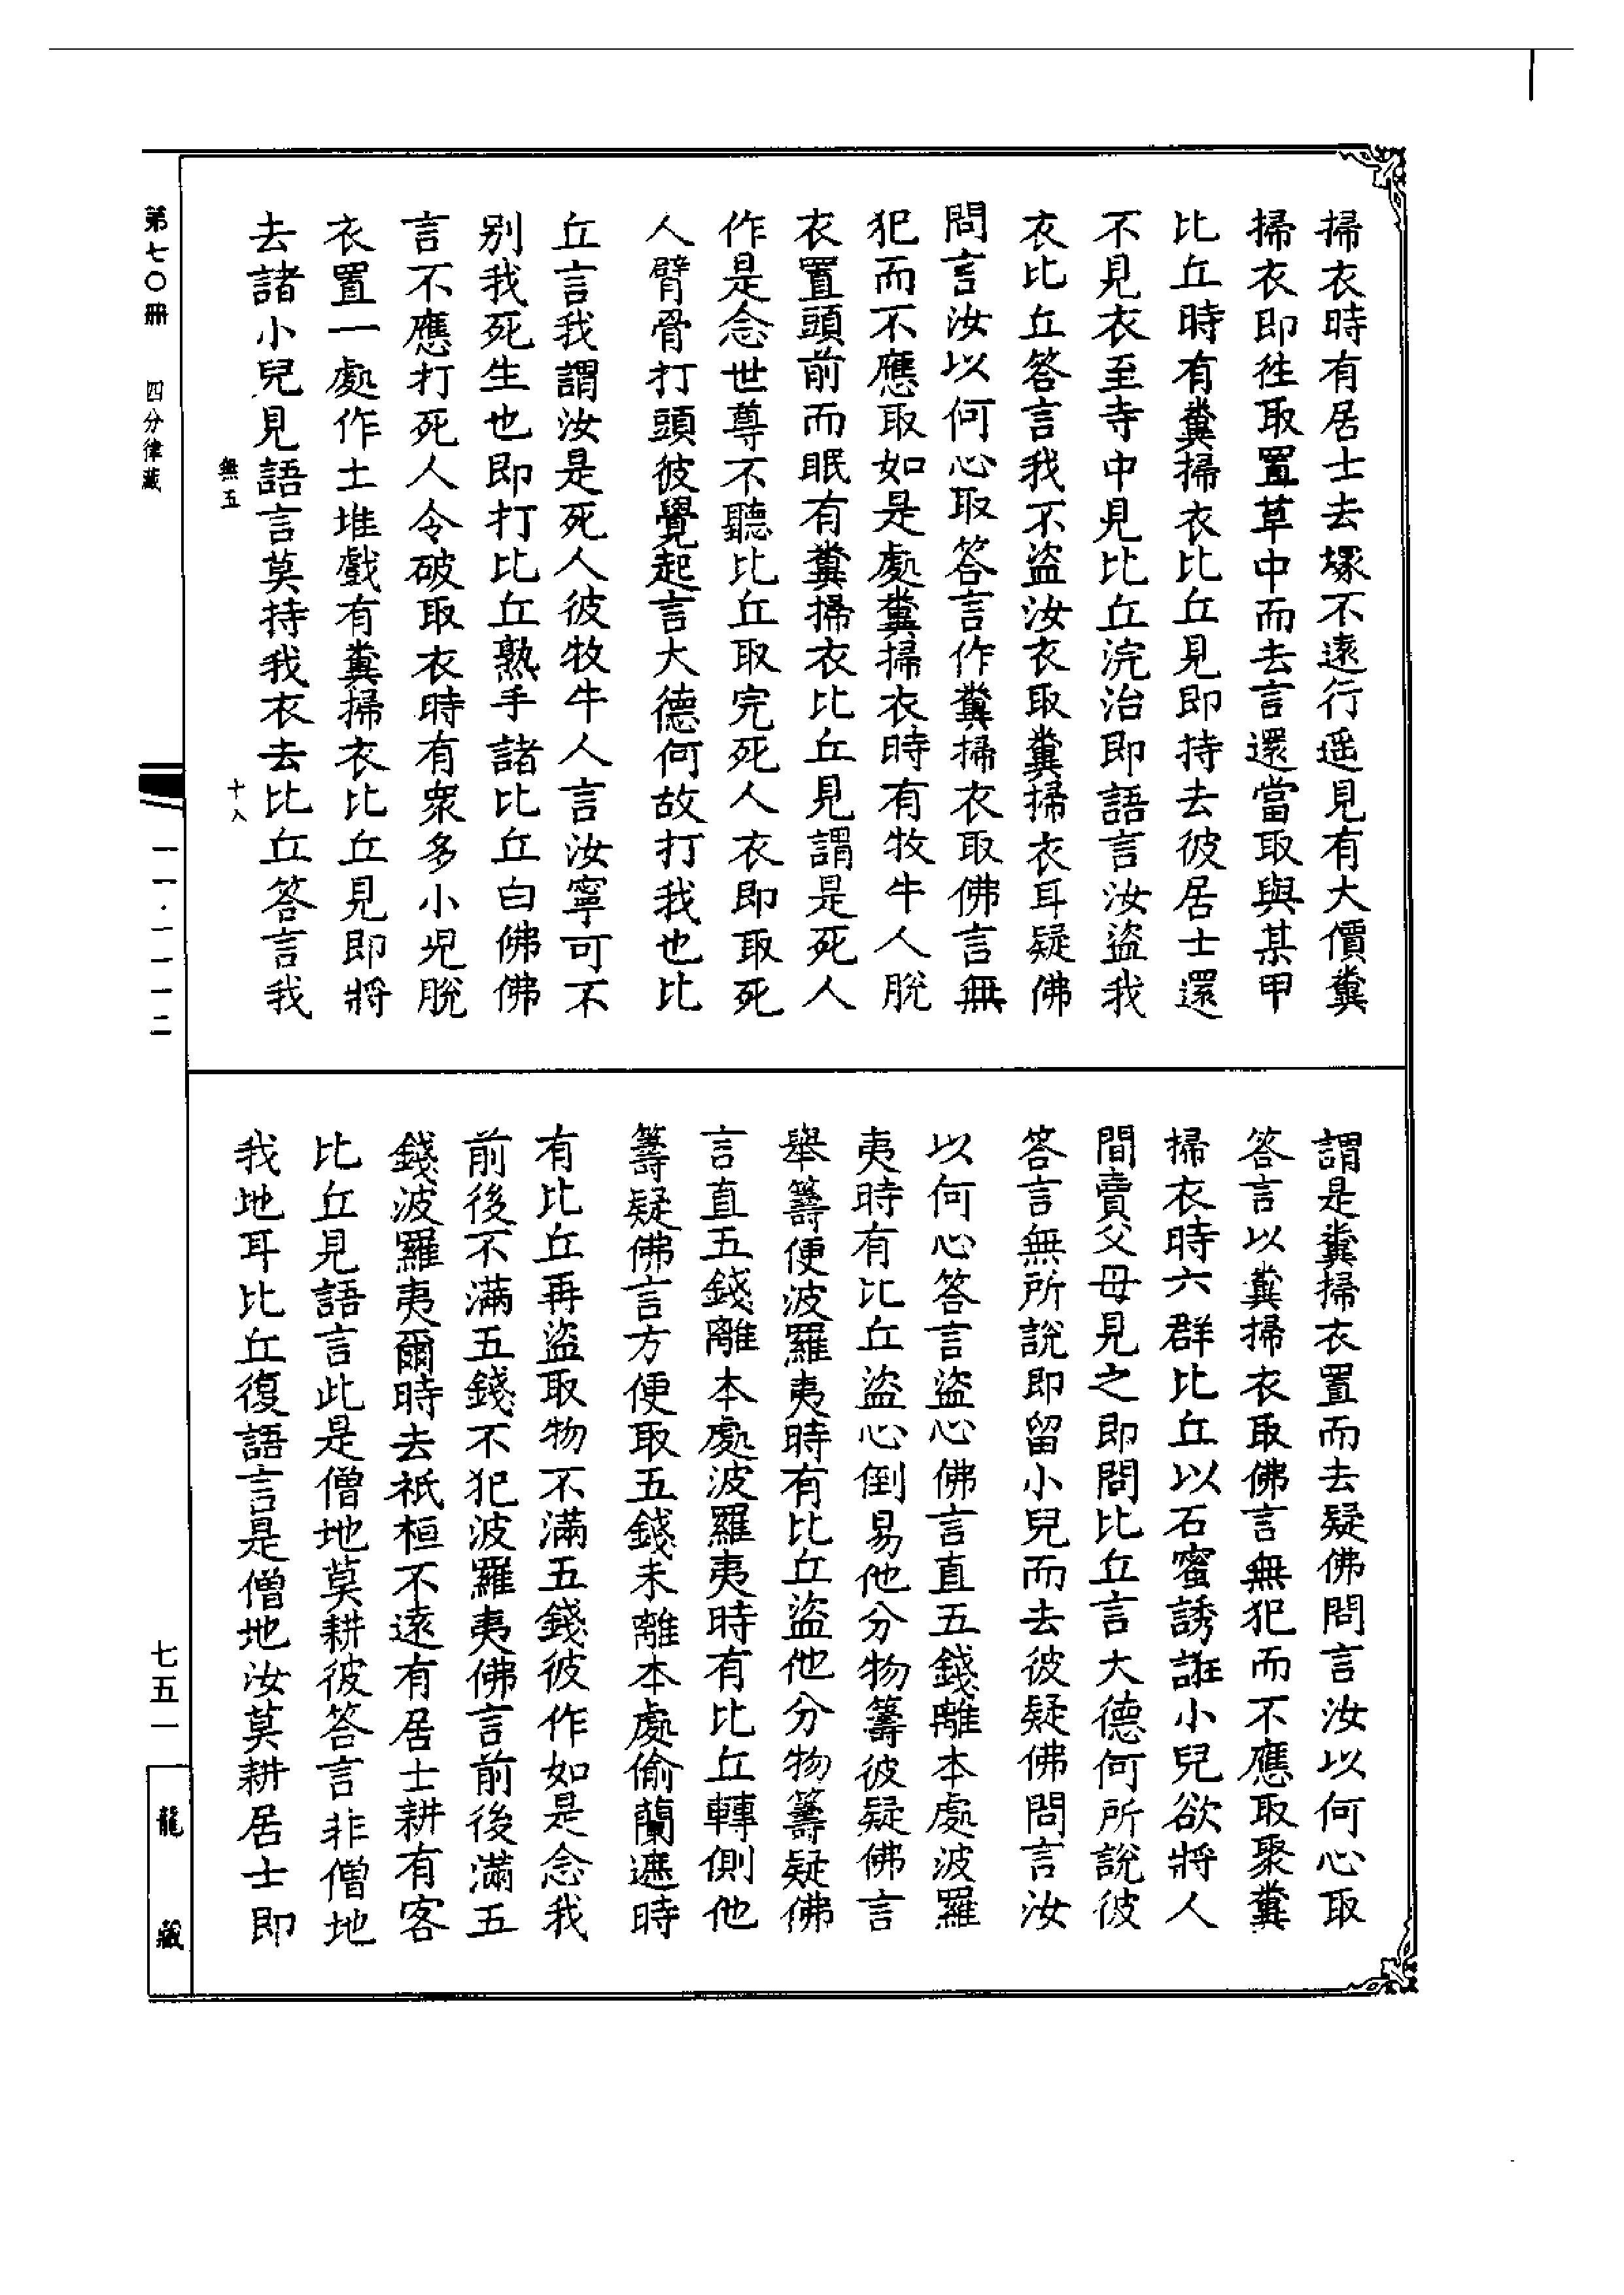 掃衣時有居士去塚不遠行遥見有大價糞
掃衣即徃取置草中而去言還當取與某甲
比丘時有糞掃衣比丘見即持去彼居士還
不見衣至寺中見比丘浣治即語言汝盜我
衣比丘答言我不盜汝衣取糞掃衣耳疑佛
問言汝以何心取答言作糞掃衣取佛言無
犯而不應取如是處糞掃衣時有牧牛人脫
衣置頭前而眠有糞掃衣比丘見謂是死人
作是念世尊不聽比丘取完死人衣即取死
人臂骨打頭彼覺起言大德何故打我也比
丘言我謂汝是死人彼牧牛人言汝寧可不
別我死生也即打比丘熟手諸比丘白佛佛
言不應打死人令破取衣時有衆多小兒脫
衣置一處作土堆戲有糞掃衣比丘見即將
去諸小兒見語言莫持我衣去比丘答言我
無五
十八
謂是糞掃衣置而去疑佛問言汝以何心取
答言以糞掃衣取佛言無犯而不應取聚糞
掃衣時六群比丘以石蜜誘誑小兒欲將人
間賣父母見之即問比丘言大德何所說彼
答言無所說即留小兒而去彼疑佛問言汝
以何心答言盜心佛言直五錢離本處波羅
夷時有比丘盜心倒易他分物籌彼疑佛言
舉籌便波羅夷時有比丘盜他分物籌疑佛
言直五錢離本處波羅夷時有比丘轉側他
籌疑佛言方便取五錢未離本處偷蘭遮時
有比丘再盜取物不滿五錢彼作如是念我
前後不滿五錢不犯波羅夷佛言前後滿五
錢波羅夷爾時去祇桓不遠有居士耕有客
比丘見語言此是僧地莫耕彼答言非僧地
我地耳比丘復語言是僧地汝莫耕居士即
第七〇冊 四分律藏
一一·一一一二
七五一
龍藏